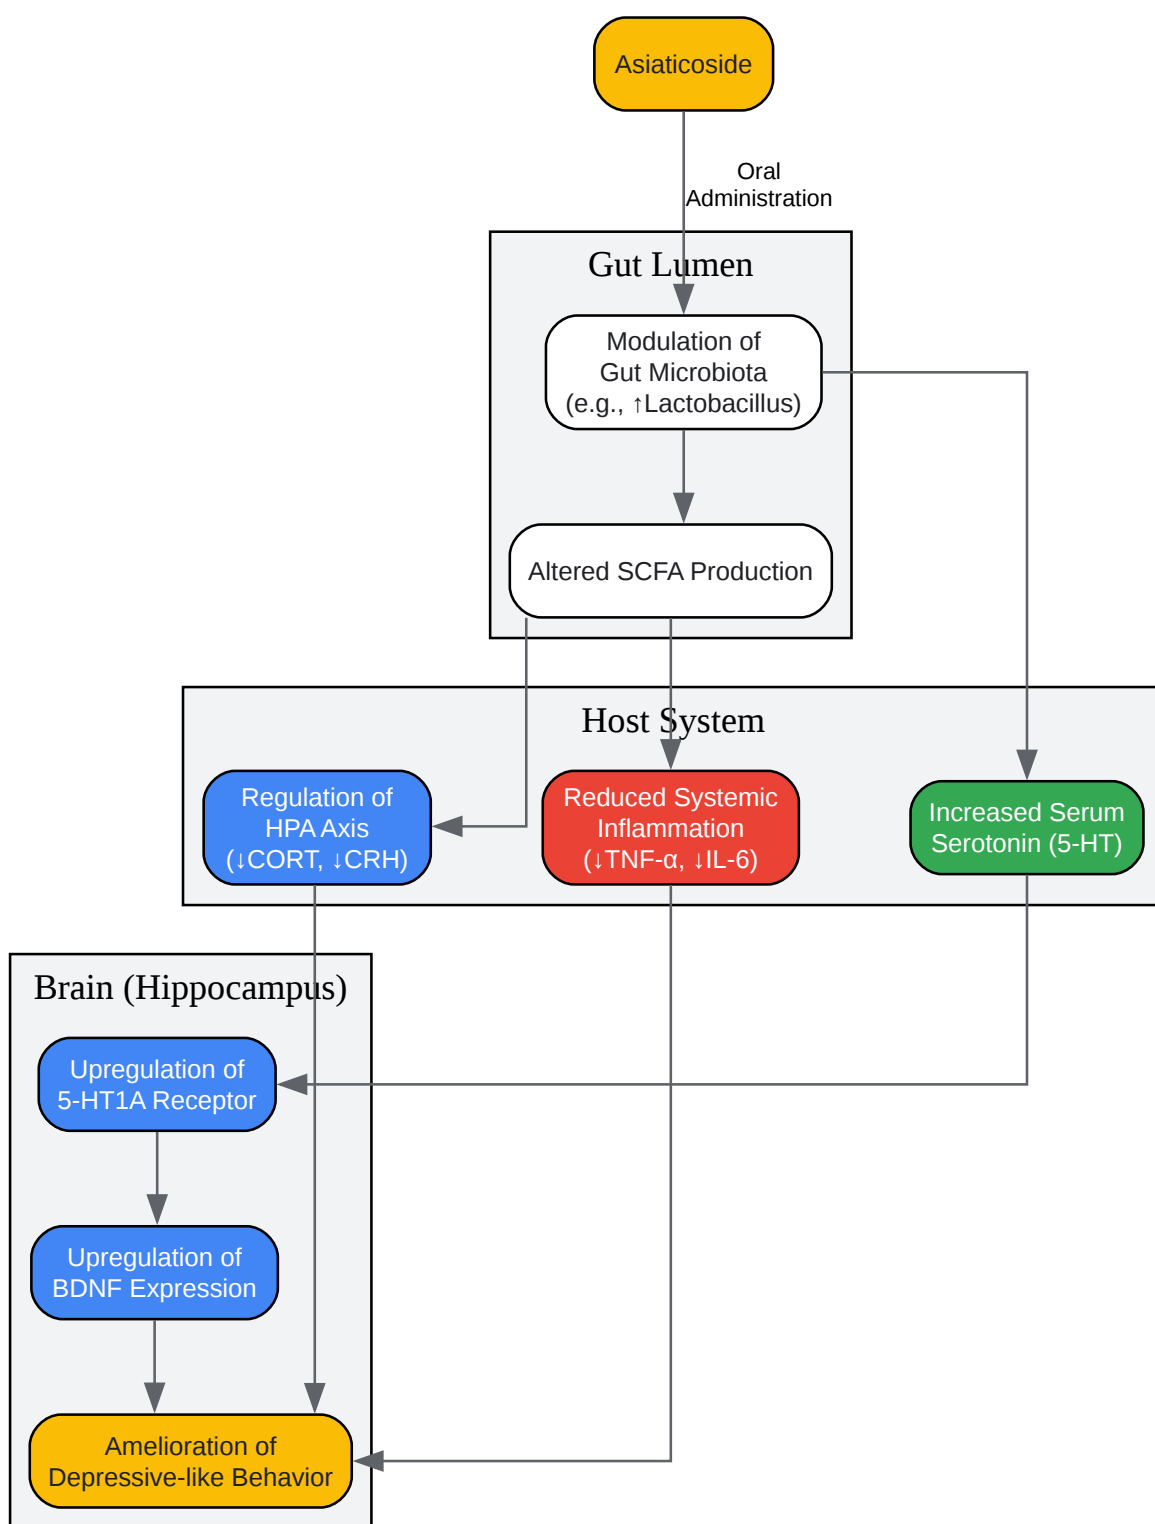 Asiaticoside
Oral
Administration
Gut Lumen
Modulation of
Gut Microbiota
(e.g., ↑Lactobacillus)
Altered SCFA Production
Host System
Regulation of
HPA Axis
(↓CORT, ↓CRH)
Reduced Systemic
Inflammation
(↓TNF-α, ↓IL-6)
Increased Serum
Serotonin (5-HT)
Brain (Hippocampus)
Upregulation of
5-HT1A Receptor
Upregulation of
BDNF Expression
Amelioration of
Depressive-like Behavior